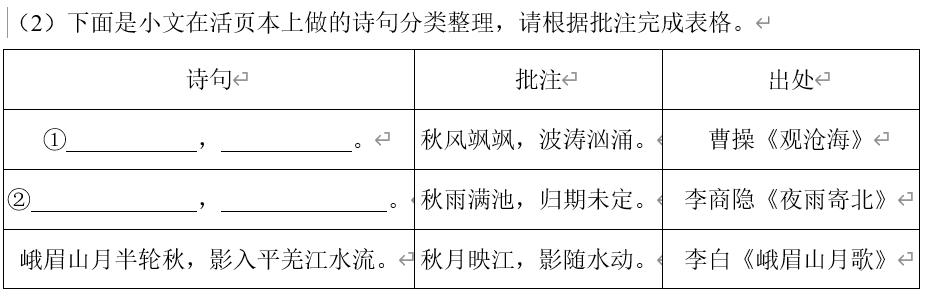 （2）下面是小文在活页本上做的诗句分类整理，请根据批注完成表格。
诗句 批注 出处
①__________，__________。 秋风飒飒，波涛汹涌。 曹操《观沧海》
②____________，____________。 秋雨满池，归期未定。 李商隐《夜雨寄北》
峨眉山月半轮秋，影入平羌江水流。 秋月映江，影随水动。 李白《峨眉山月歌》